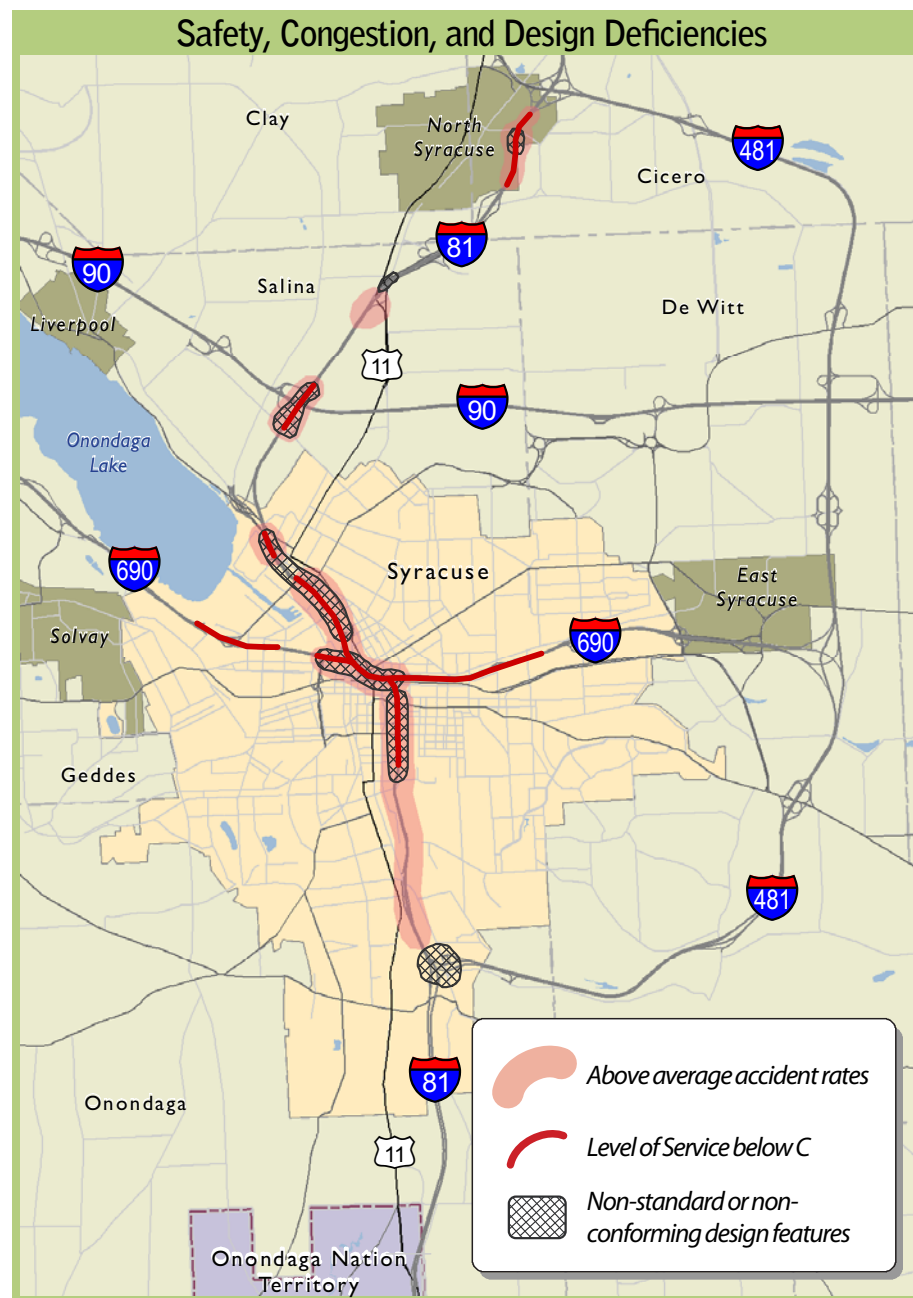 Safety, Congestion, and Design Deficiencies
Clay
North
Syracuse
481
Cicero
81
90
Salina
De Witt
Liverpool
11
90
Onondaga
Lake
690
Syracuse
East
Syracuse
Solvay
690
Geddes
481
Above average accident rates
81
Onondaga
Level of Service below C
11
Non-standard or non-
conforming design features
Onondaga Nation
Territory